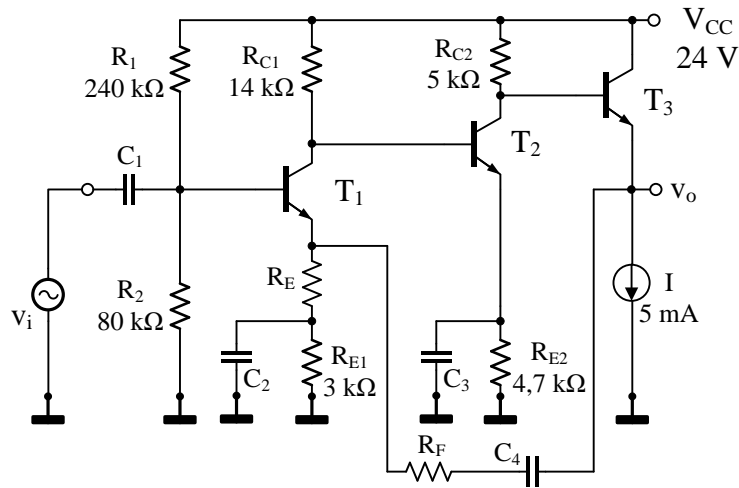 R1
240 kΩ
RC1
14 kΩ
RC2
5 kΩ
VCC
24 V
T3
C1
T1
T2
vo
vi
R2
80 kΩ
RE
C2
RE1
3 kΩ
C3
RE2
4,7 kΩ
I
5 mA
RF
C4